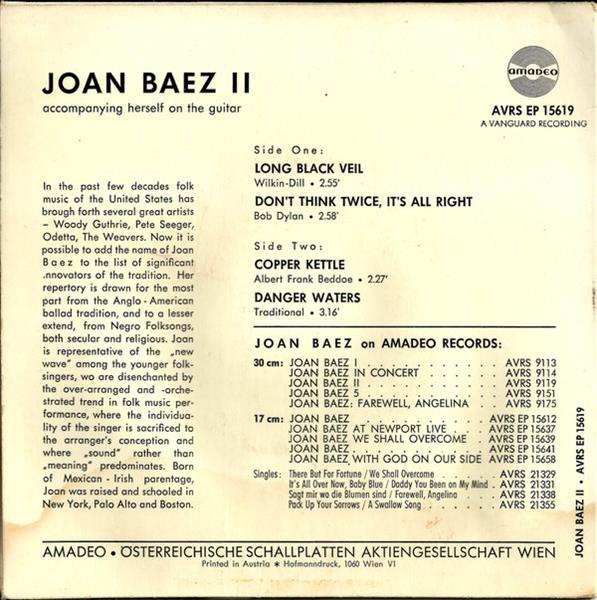 JOAN BAEZ II
accompanying herself on the guitar
amadeo
AVRS EP 15619
A VANGUARD RECORDING
In the past few decades folk
music of the United States has
brough forth several great artists
– Woody Guthrie, Pete Seeger,
Odetta, The Weavers. Now it is
possible to add the name of Joan
Baez to the list of significant
.nnovators of the tradition. Her
repertory is drawn for the most
part from the Anglo-American
ballad tradition, and to a lesser
extend, from Negro Folksongs,
both secular and religious. Joan
is representative of the „new
wave” among the younger folk-
singers, wo are disenchanted by
the over-arranged and -orche-
strated trend in folk music per-
formance, where the individua-
lity of the singer is sacrificed to
the arranger's conception and
where „sound” rather than
„meaning” predominates. Born
of Mexican-Irish parentage,
Joan was raised and schooled in
New York, Palo Alto and Boston.
Side One:
LONG BLACK VEIL
Wilkin-Dill • 2.55'
DON'T THINK TWICE, IT'S ALL RIGHT
Bob Dylan • 2.58'
Side Two:
COPPER KETTLE
Albert Frank Beddoe • 2.27'
DANGER WATERS
Traditional • 3.16'
JOAN BAEZ on AMADEO RECORDS:
30 cm: JOAN BAEZ I . . . . . . . . . . AVRS 9113
JOAN BAEZ IN CONCERT . . . . . . AVRS 9114
JOAN BAEZ II . . . . . . . . . . AVRS 9119
JOAN BAEZ 5 . . . . . . . . . . AVRS 9151
JOAN BAEZ: FAREWELL, ANGELINA . . . AVRS 9175
17 cm: JOAN BAEZ . . . . . . . . . AVRS EP 15612
JOAN BAEZ AT NEWPORT LIVE . . AVRS EP 15637
JOAN BAEZ WE SHALL OVERCOME . AVRS EP 15639
JOAN BAEZ . . . . . . . . . AVRS EP 15641
JOAN BAEZ, WITH GOD ON OUR SIDE AVRS EP 15658
Singles: There But For Fortune / We Shall Overcome . . AVRS 21329
It's All Over Now, Baby Blue / Daddy You Been on My Mind . AVRS 21331
Sagt mir wo die Blumen sind / Farewell, Angelina . . AVRS 21338
Pack Up Your Sorrows / A Swallow Song . . . AVRS 21355
JOAN BAEZ II • AVRS EP 15619
AMADEO • ÖSTERREICHISCHE SCHALLPLATTEN AKTIENGESELLSCHAFT WIEN
Printed in Austria * Hofmanndruck, 1060 Wien VI